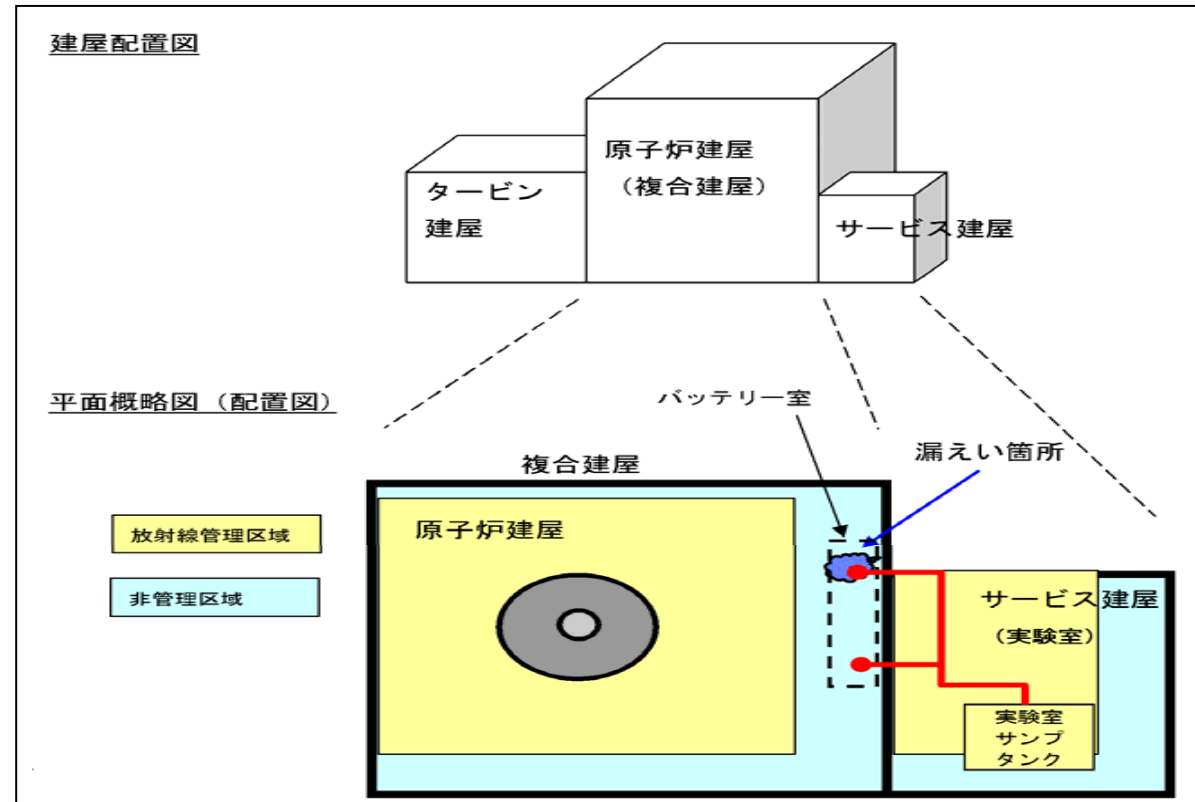 建屋配置図
原子炉建屋
（複合建屋）
タービン
建屋
サービス建屋
平面概略図（配置図）
バッテリー室
漏えい箇所
複合建屋
放射線管理区域
非管理区域
原子炉建屋
サービス建屋
（実験室）
実験室
サンプ
タンク